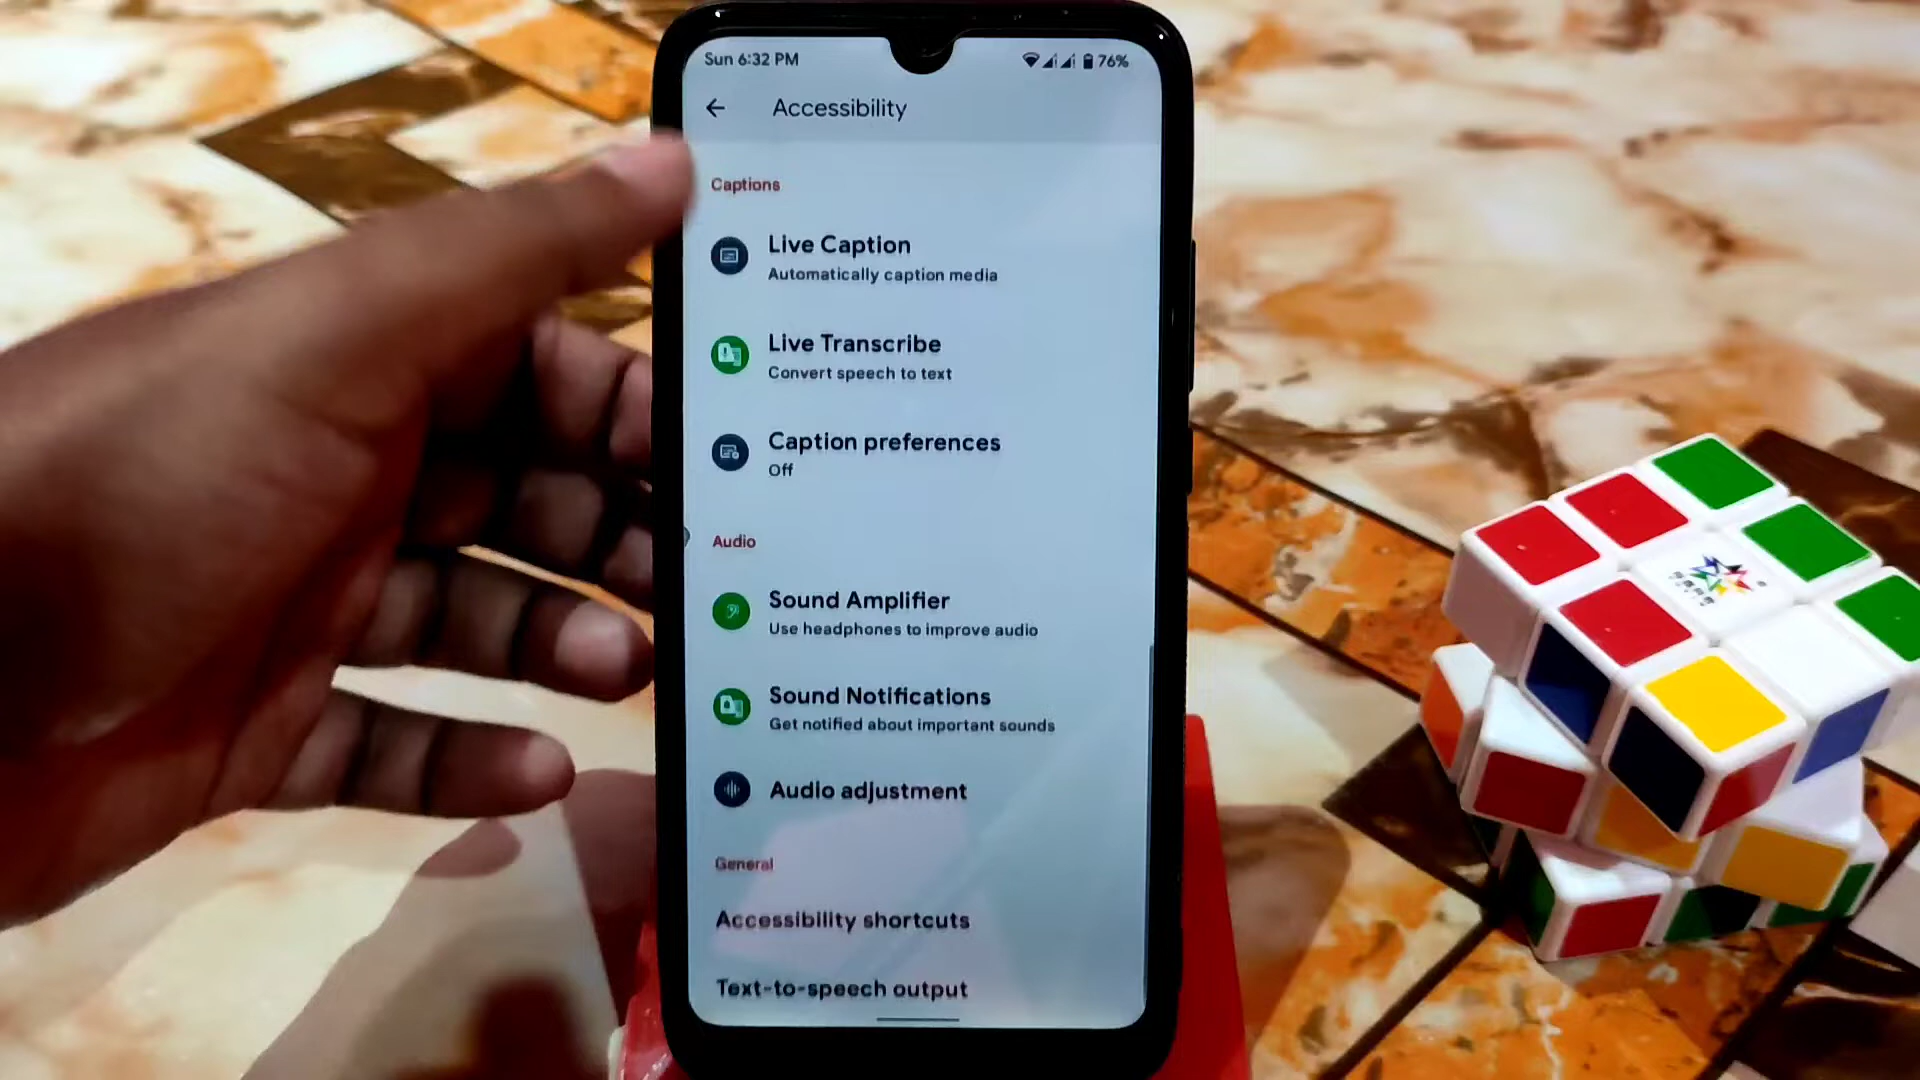 Sun 6:32 PM
76%
Accessibility
Captions
Live Caption
Automatically caption media
Live Transcribe
Convert speech to text
Caption preferences
Off
Audio
Sound Amplifier
Use headphones to improve audio
Sound Notifications
Get notified about important sounds
Audio adjustment
General
Accessibility shortcuts
Text-to-speech output